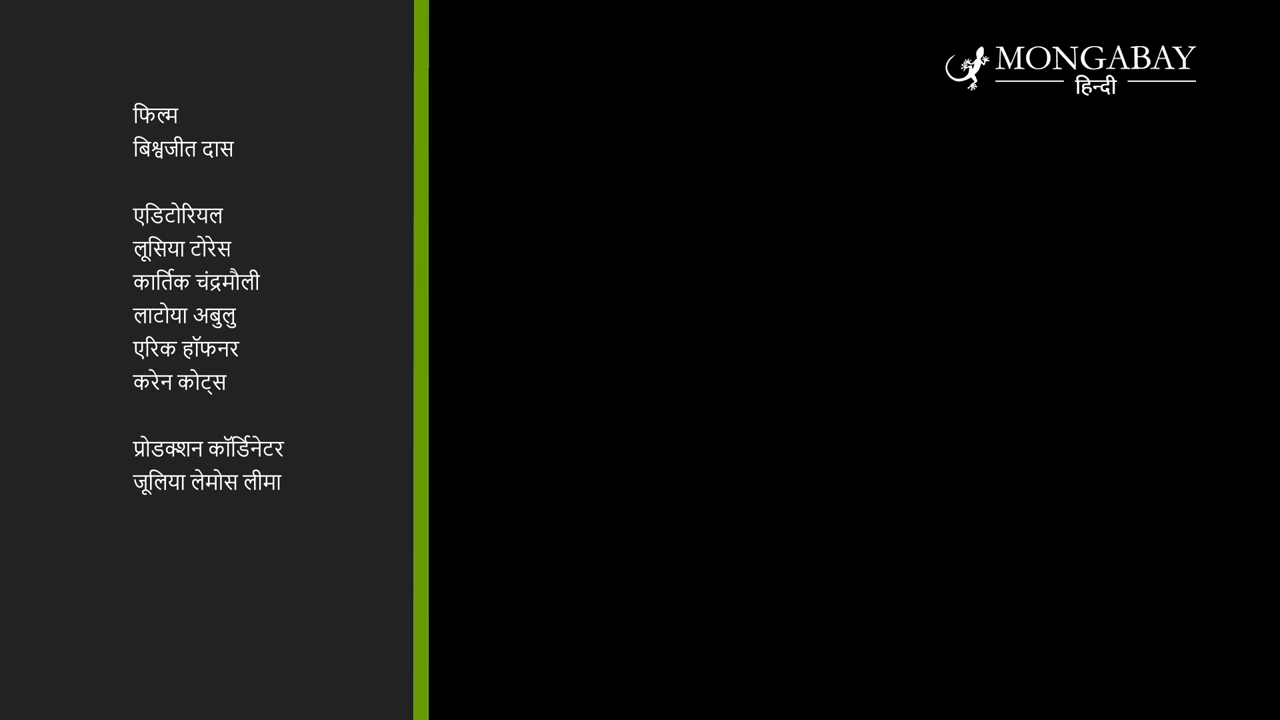 फिल्म
बिश्वजीत दास
एडिटोरियल
लूसिया टोरेस
कार्तिक चंद्रमौली
लाटोया अबुलु
एरिक हॉफनर
करेन कोट्स
प्रोडक्शन कॉर्डिनेटर
जूलिया लेमोस लीमा
MONGABAY
हिन्दी